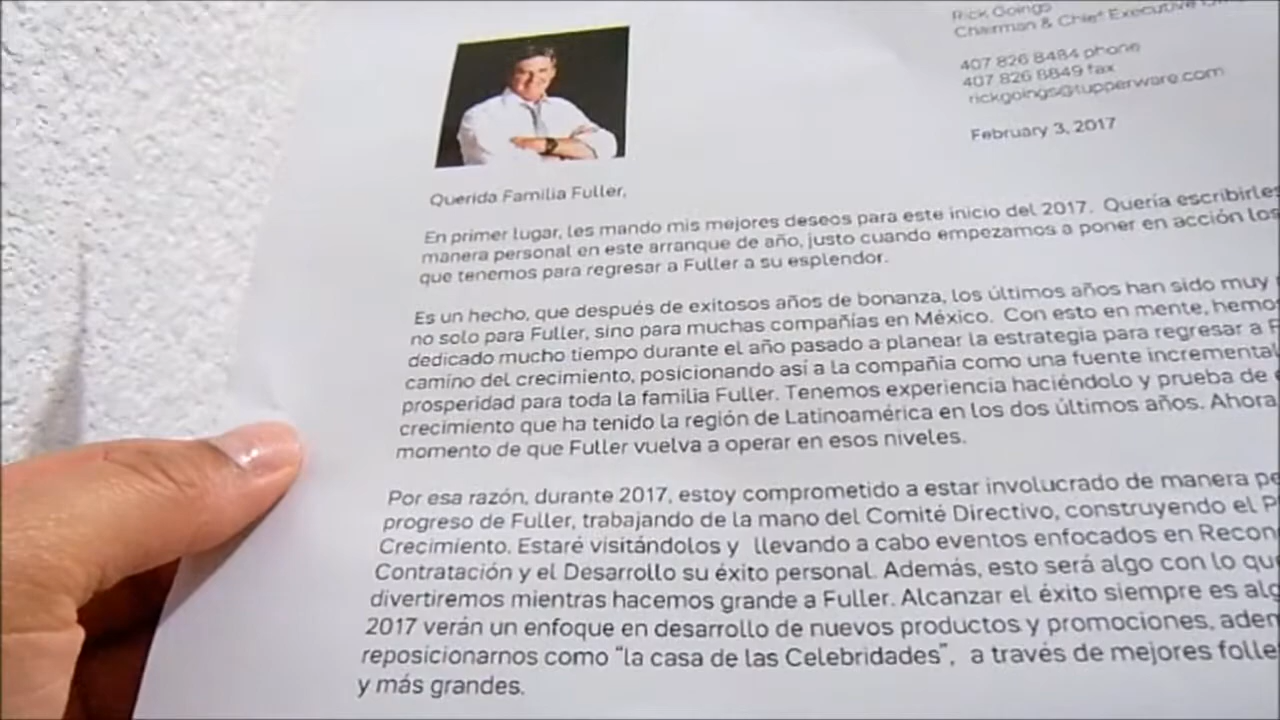 Rick Goings
Chairman & Chief Executive
407 826 8484 phone
407 826 8849 fax
rickgoings@tupperware.com
February 3, 2017
Querida Familia Fuller,
En primer lugar, les mando mis mejores deseos para este inicio del 2017. Quería escribirles
manera personal en este arranque de año, justo cuando empezamos a poner en acción los
que tenemos para regresar a Fuller a su esplendor.
Es un hecho, que después de exitosos años de bonanza, los últimos años han sido muy
no solo para Fuller, sino para muchas compañías en México. Con esto en mente, hemo
dedicado mucho tiempo durante el año pasado a planear la estrategia para regresar a F
camino del crecimiento, posicionando así a la compañía como una fuente incremental
prosperidad para toda la familia Fuller. Tenemos experiencia haciéndolo y prueba de
crecimiento que ha tenido la región de Latinoamérica en los dos últimos años. Ahora
momento de que Fuller vuelva a operar en esos niveles.
Por esa razón, durante 2017, estoy comprometido a estar involucrado de manera pe
progreso de Fuller, trabajando de la mano del Comité Directivo, construyendo el P
Crecimiento. Estaré visitándolos y llevando a cabo eventos enfocados en Recon
Contratación y el Desarrollo su éxito personal. Además, esto será algo con lo que
divertiremos mientras hacemos grande a Fuller. Alcanzar el éxito siempre es alg
2017 verán un enfoque en desarrollo de nuevos productos y promociones, adem
reposicionarnos como "la casa de las Celebridades", a través de mejores folle
y más grandes.